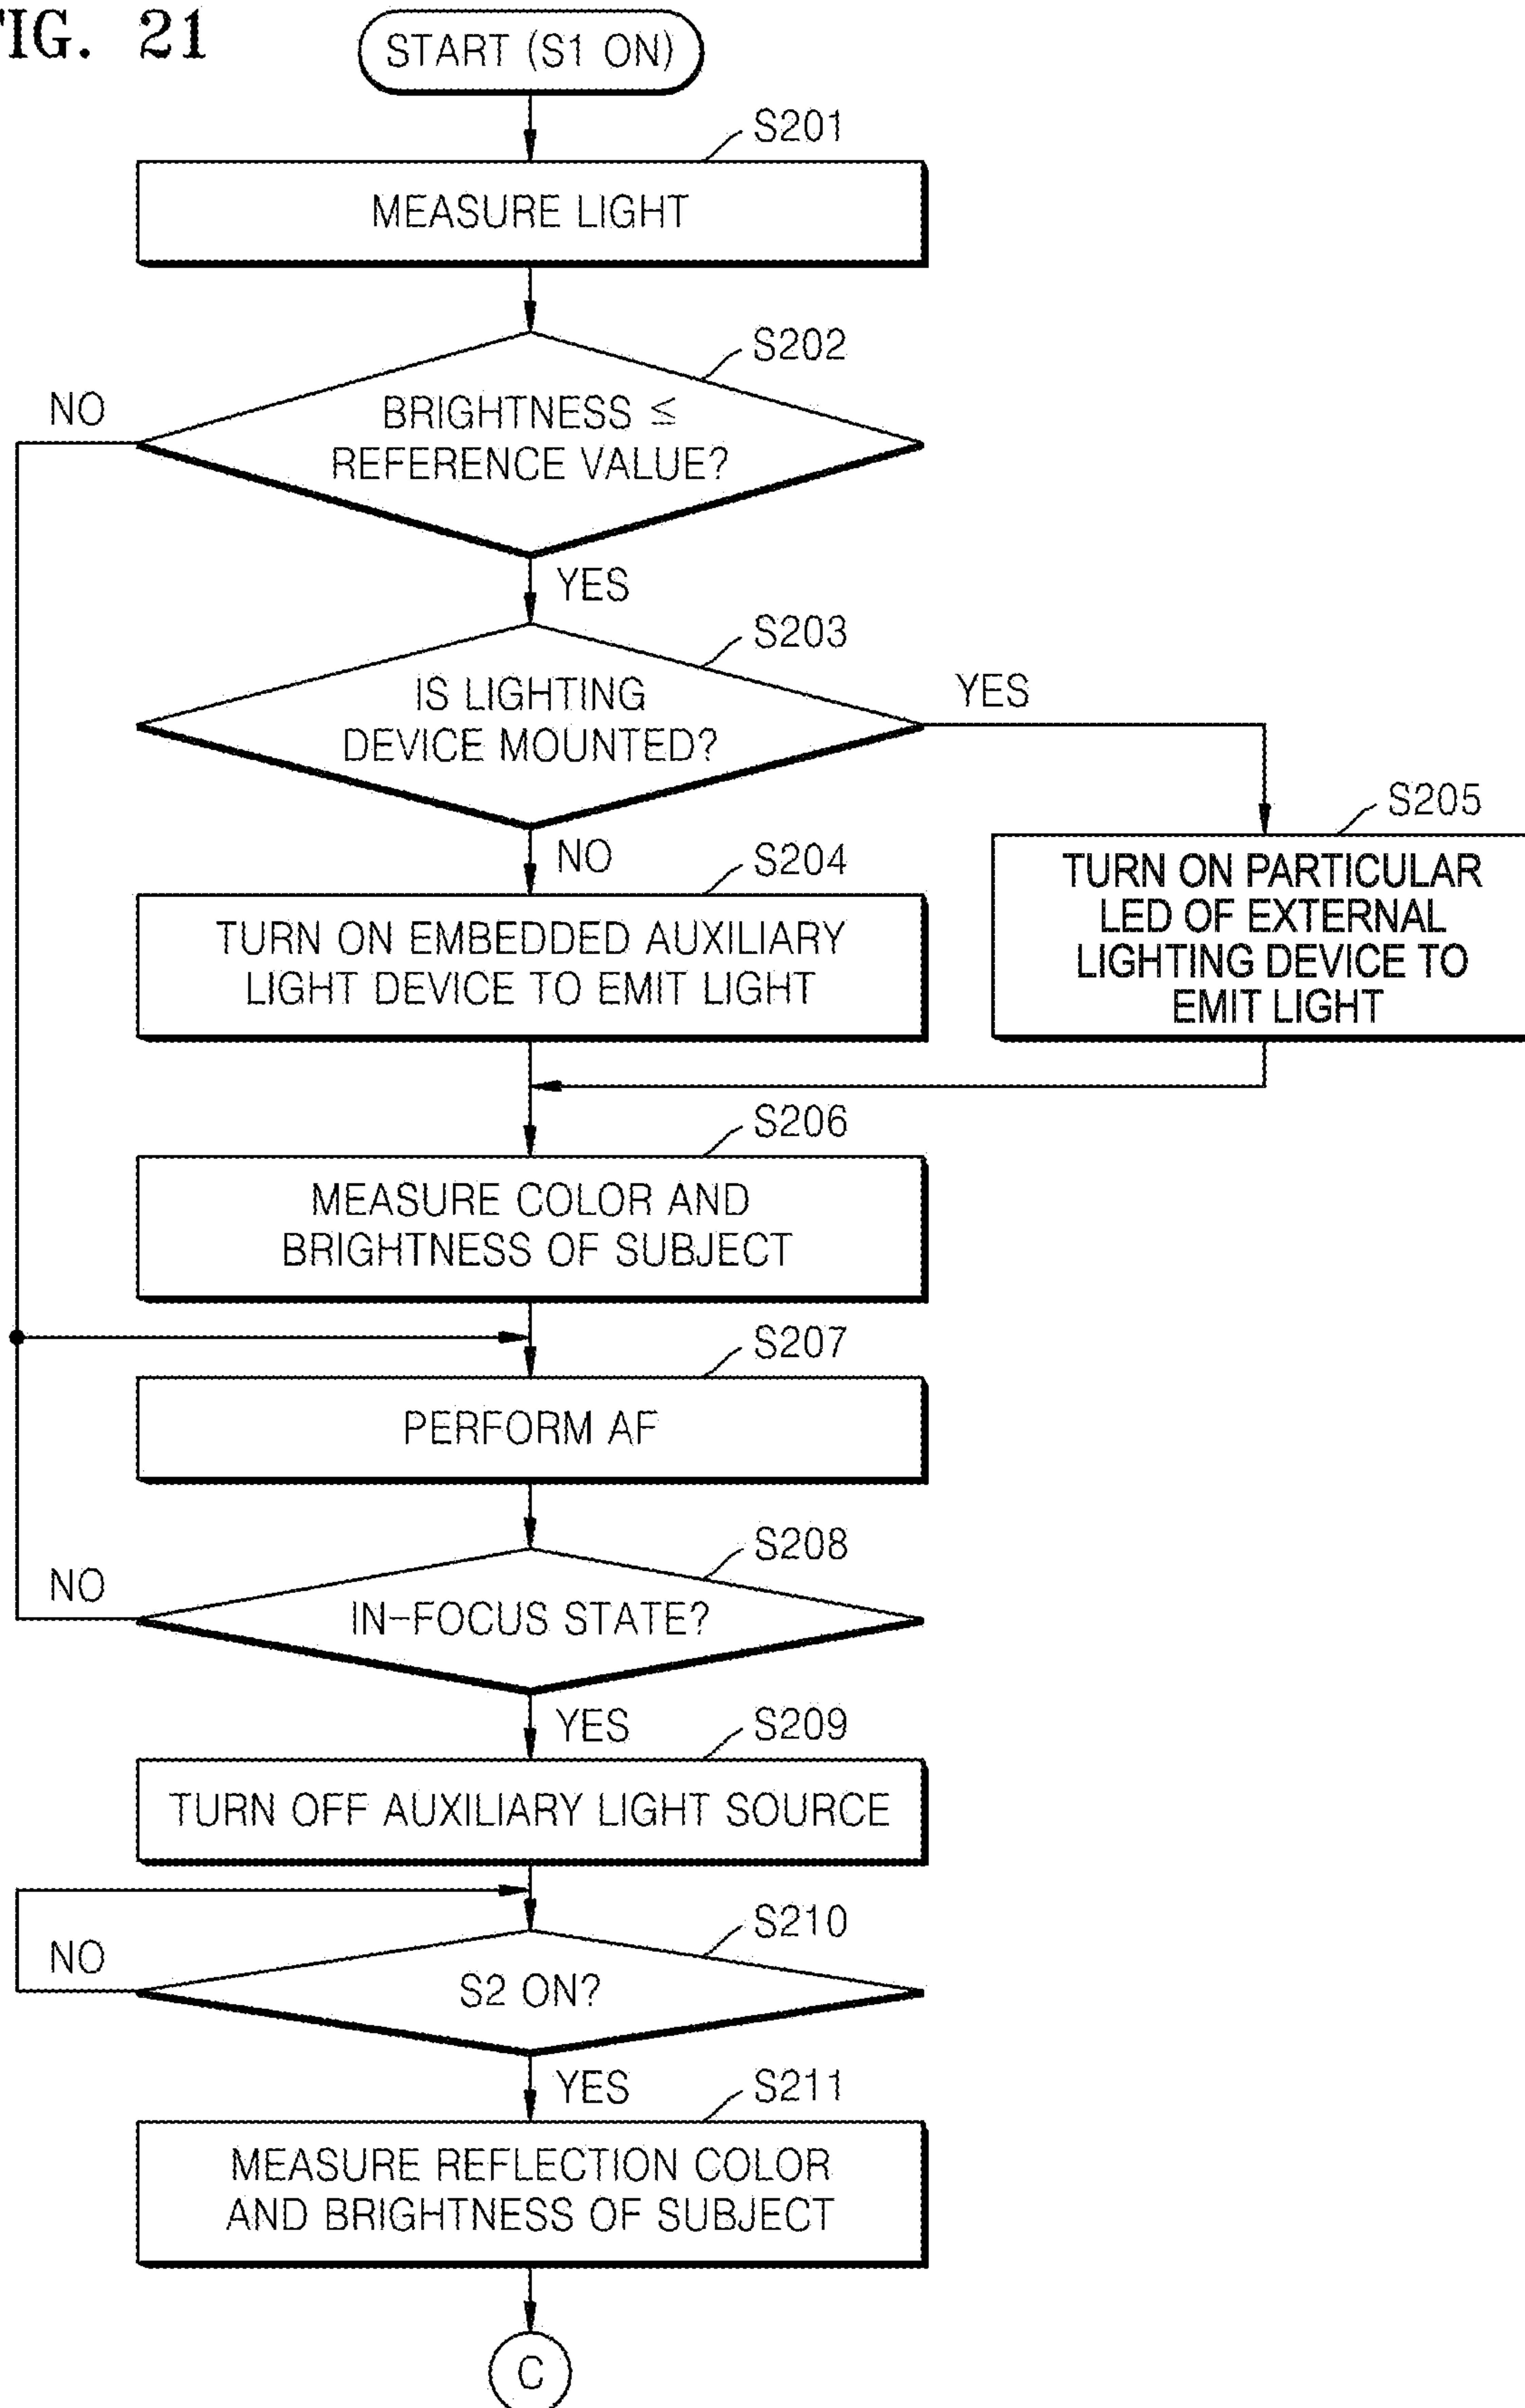 FIG. 21
START (S1 ON)
S201
MEASURE LIGHT
S202
NO
BRIGHTNESS ≤
REFERENCE VALUE?
YES
S203
IS LIGHTING
DEVICE MOUNTED?
YES
S205
TURN ON PARTICULAR
LED OF EXTERNAL
LIGHTING DEVICE TO
EMIT LIGHT
NO
S204
TURN ON EMBEDDED AUXILIARY
LIGHT DEVICE TO EMIT LIGHT
S206
MEASURE COLOR AND
BRIGHTNESS OF SUBJECT
S207
PERFORM AF
S208
NO
IN-FOCUS STATE?
YES
S209
TURN OFF AUXILIARY LIGHT SOURCE
S210
NO
S2 ON?
YES
S211
MEASURE REFLECTION COLOR
AND BRIGHTNESS OF SUBJECT
C